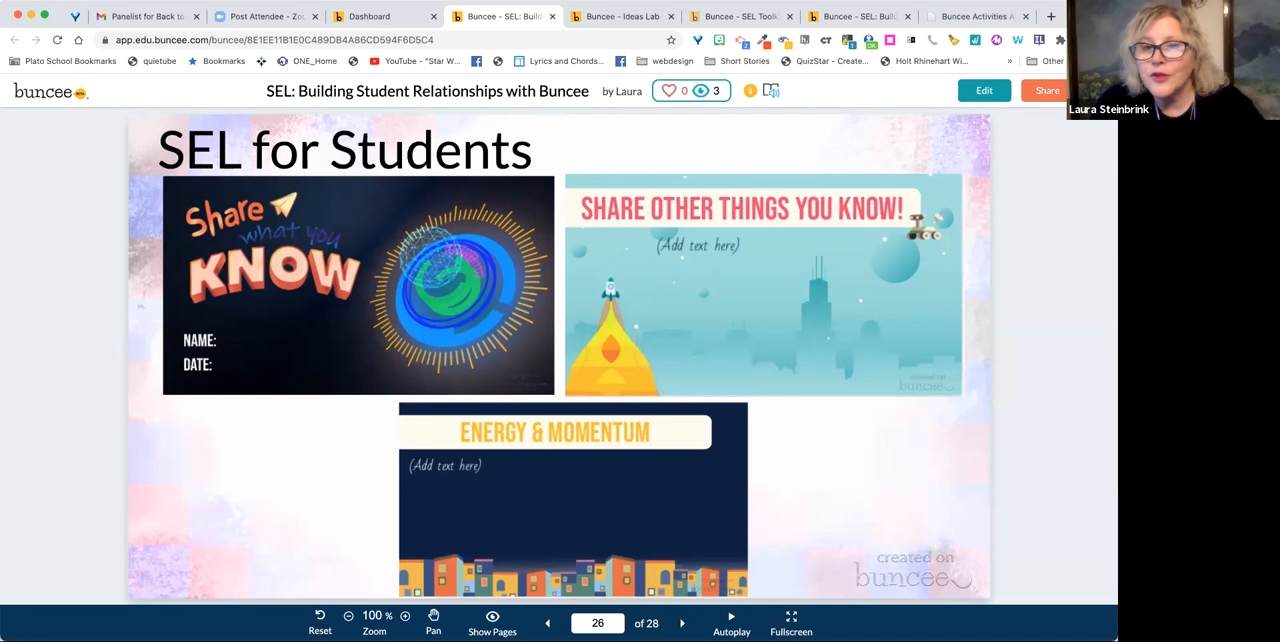 Panelist for Back to
Post Attendee - Zo
Dashboard
Buncee - SEL: Build
Buncee - Ideas Lab
Buncee - SEL Toolk
Buncee - SEL: Build
Buncee Activities A
app.edu.buncee.com/buncee/8E1EE11B1E0C489DB4A86CD594F6D5C4
Plato School Bookmarks
quietube
Bookmarks
ONE_Home
YouTube - "Star W...
Lyrics and Chords...
webdesign
Short Stories
QuizStar - Create...
Holt Rhinehart Wi...
»
Other
buncee
SEL: Building Student Relationships with Buncee
by Laura
0
3
Edit
Share
Laura Steinbrink
SEL for Students
Share
what you
KNOW
NAME:
DATE:
SHARE OTHER THINGS YOU KNOW!
(Add text here)
created on
buncee
ENERGY & MOMENTUM
(Add text here)
created on
buncee
Reset
100 %
Zoom
Pan
Show Pages
26
of 28
Autoplay
Fullscreen